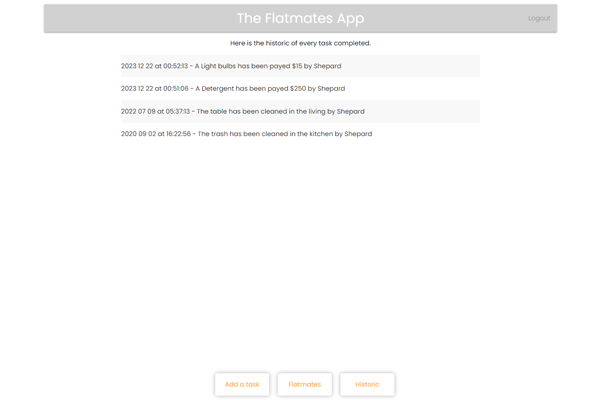 The Flatmates App
Logout
Here is the historic of every task completed.
2023 12 22 at 00:52:13 - A Light bulbs has been payed $15 by Shepard
2023 12 22 at 00:51:06 - A Detergent has been payed $250 by Shepard
2022 07 09 at 05:37:13 - The table has been cleaned in the living by Shepard
2020 09 02 at 16:22:56 - The trash has been cleaned in the kitchen by Shepard
Add a task
Flatmates
Historic